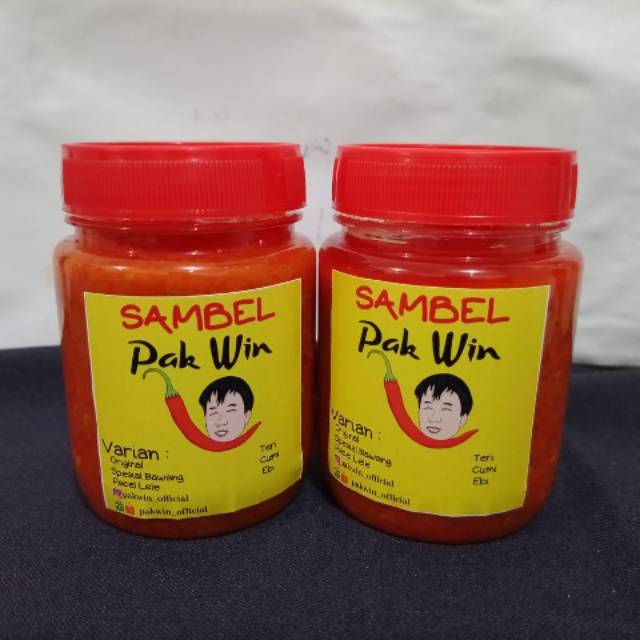 SAMBEL
Pak Win
Varian :
Original
Spesial Bawang
Pecel Lele
Teri
Cumi
Ebi
pakwin_official
pakwin_official
SAMBEL
Pak Win
Varian :
Original
Spesial Bawang
Pecel Lele
Teri
Cumi
Ebi
pakwin_official
pakwin_official